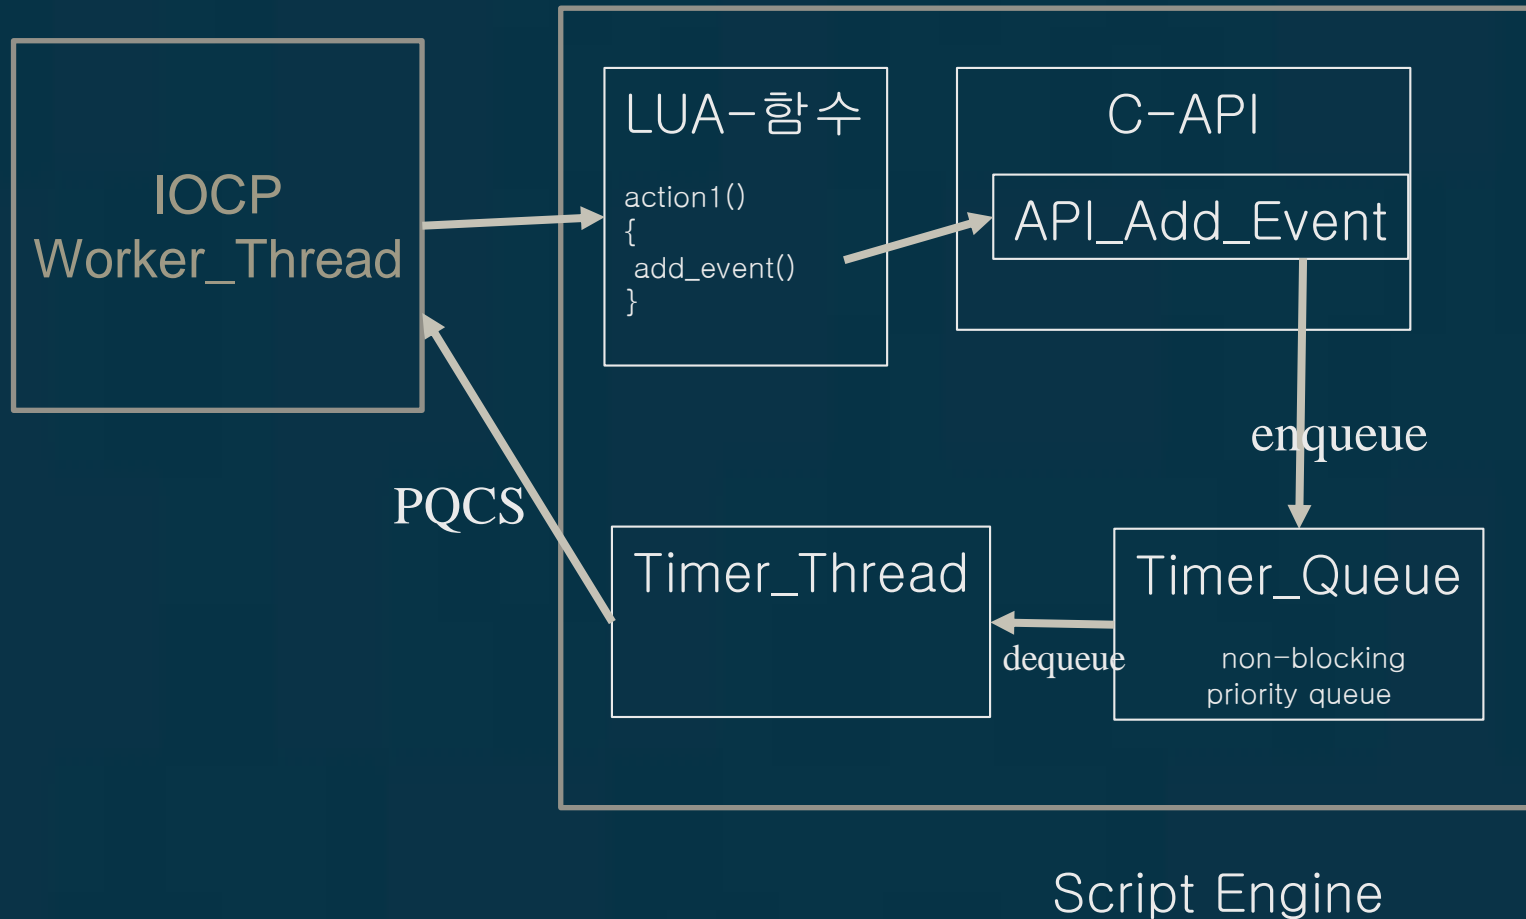 IOCP
Worker_Thread
LUA-함수
action1()
{
add_event()
}
C-API
API_Add_Event
enqueue
PQCS
Timer_Thread
dequeue
Timer_Queue
non-blocking
priority queue
Script Engine